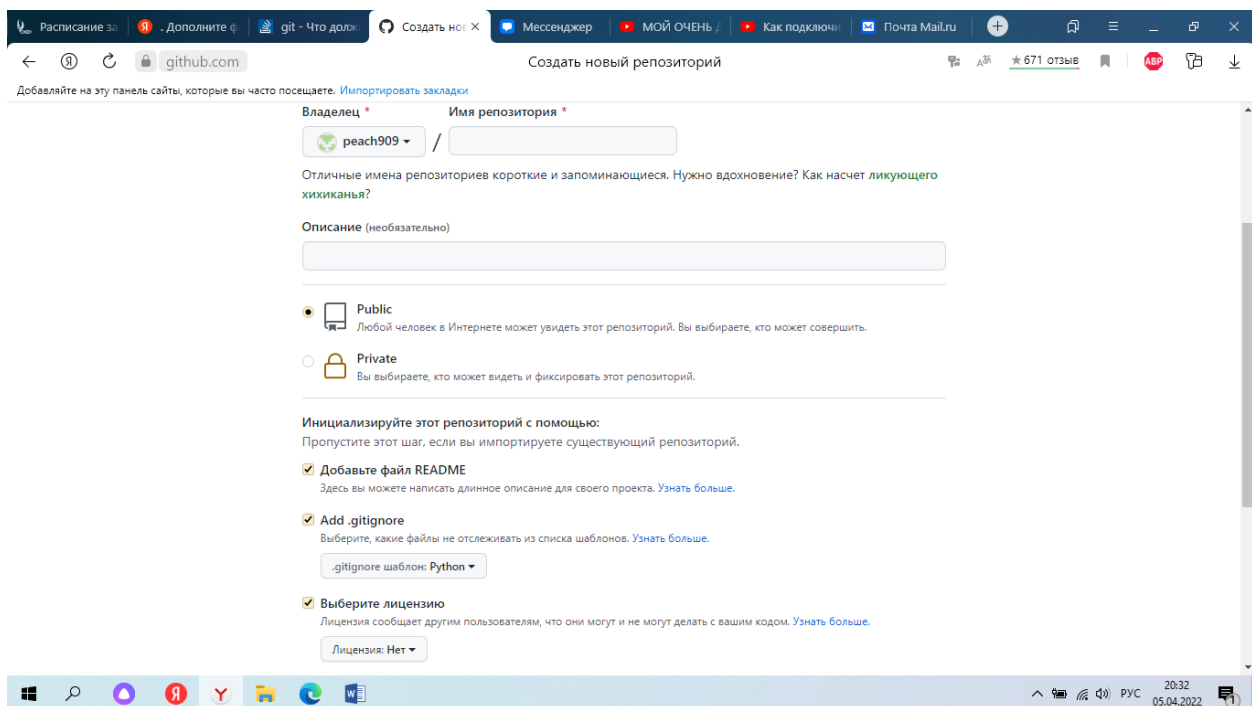 Расписание за
Я . Дополните ф
git - Что долж
Создать нов
Мессенджер
МОЙ ОЧЕНЬ Д
Как подключи
Почта Mail.ru
Я
github.com
Создать новый репозиторий
671 отзыв
ABP
Добавляйте на эту панель сайты, которые вы часто посещаете. Импортировать закладки
Владелец * Имя репозитория *
peach909 /
Отличные имена репозиториев короткие и запоминающиеся. Нужно вдохновение? Как насчет ликующего
хихиканья?
Описание (необязательно)
Public
Любой человек в Интернете может увидеть этот репозиторий. Вы выбираете, кто может совершить.
Private
Вы выбираете, кто может видеть и фиксировать этот репозиторий.
Инициализируйте этот репозиторий с помощью:
Пропустите этот шаг, если вы импортируете существующий репозиторий.
Добавьте файл README
Здесь вы можете написать длинное описание для своего проекта. Узнать больше.
Add .gitignore
Выберите, какие файлы не отслеживать из списка шаблонов. Узнать больше.
.gitignore шаблон: Python
Выберите лицензию
Лицензия сообщает другим пользователям, что они могут и не могут делать с вашим кодом. Узнать больше.
Лицензия: Нет
Я
Y
W
РУС
20:32
05.04.2022
1